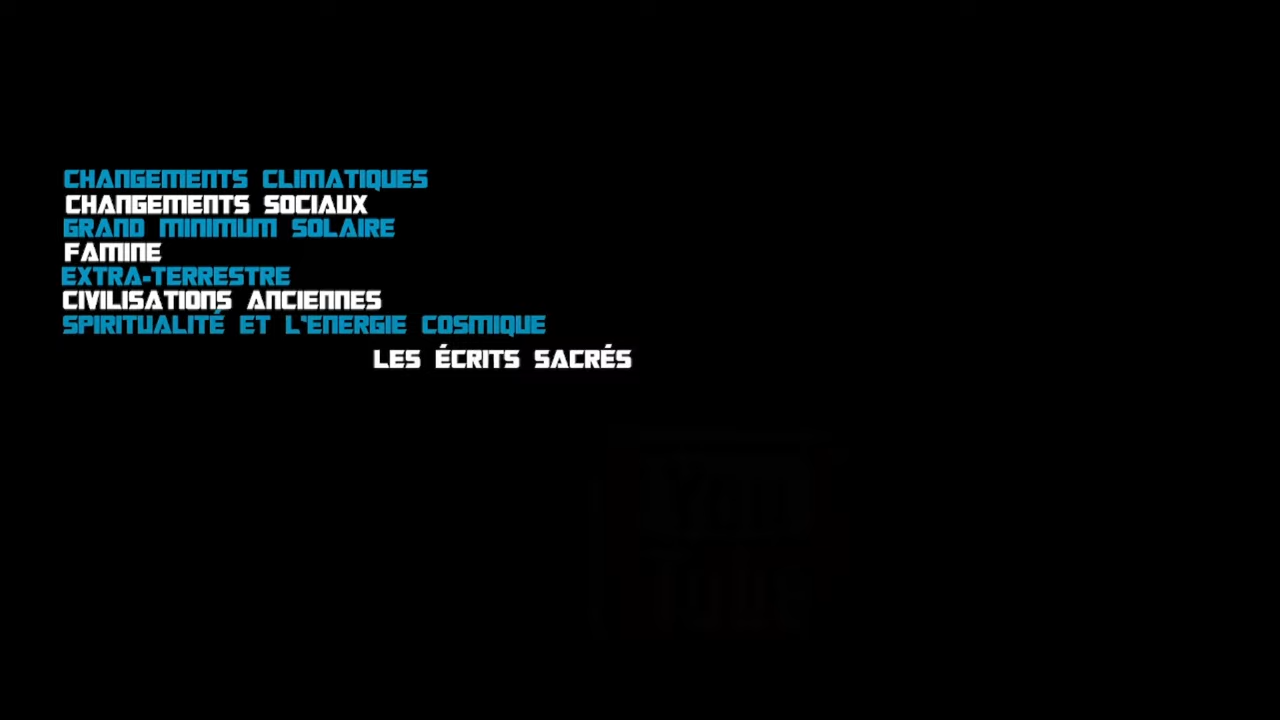 CHANGEMENTS CLIMATIQUES
CHANGEMENTS SOCIAUX
GRAND MINIMUM SOLAIRE
FAMINE
EXTRA-TERRESTRE
CIVILISATIONS ANCIENNES
SPIRITUALITÉ ET L'ENERGIE COSMIQUE
LES ÉCRITS SACRÉS